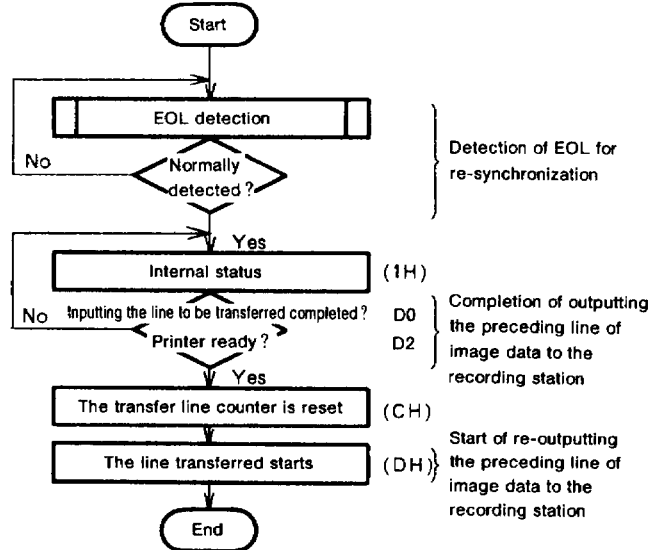 Start
EOL detection
No
Normally
detected ?
Detection of EOL for
re-synchronization
Yes
Internal status
(1H)
No
Inputting the line to be transferred completed ?
D0
Printer ready ?
D2
Completion of outputting
the preceding line of
image data to the
recording station
Yes
The transfer line counter is reset
(CH)
The line transferred starts
(DH)
Start of re-outputting
the preceding line of
image data to the
recording station
End